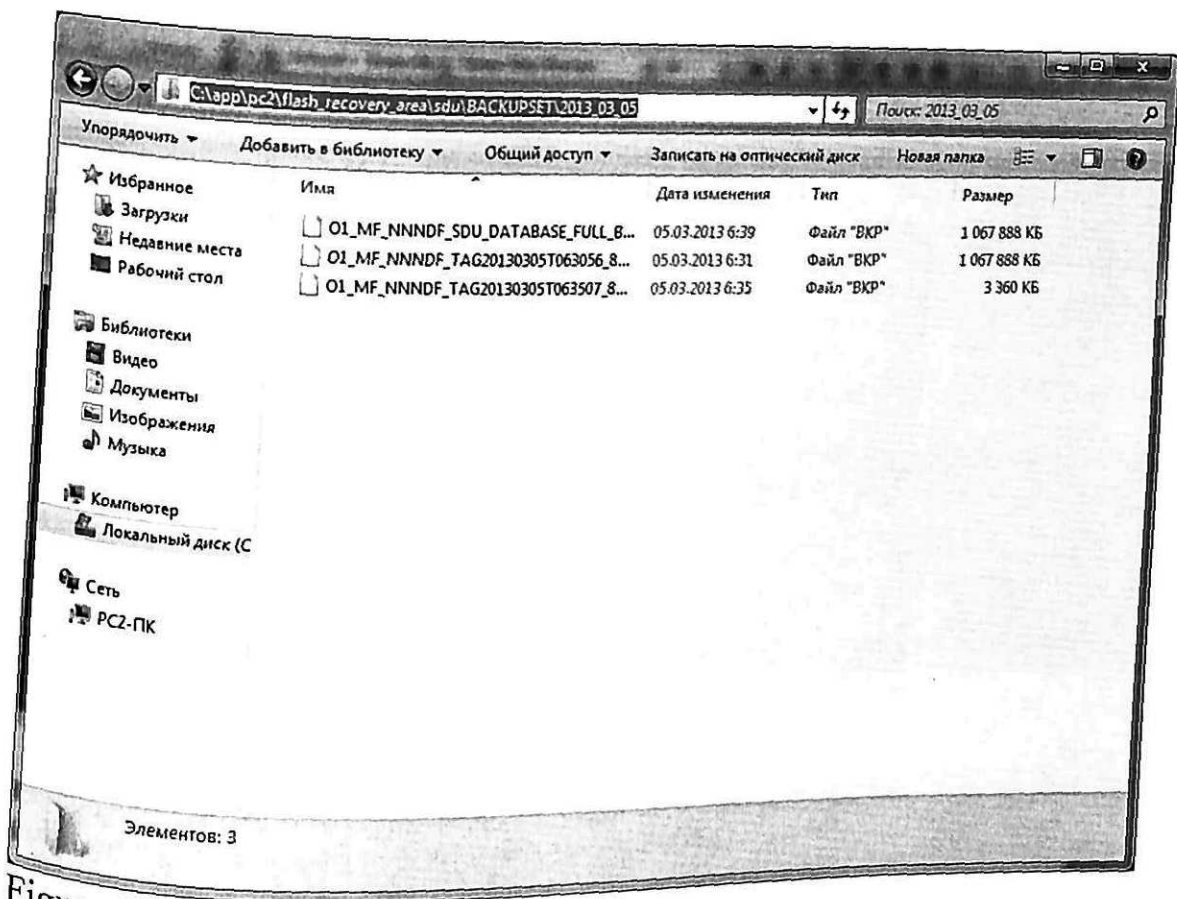 C:\app\pc2\flash_recovery_area\sdu\BACKUPSET\2013_03_05
Поиск: 2013_03_05
Упорядочить Добавить в библиотеку Общий доступ Записать на оптический диск Новая папка
Имя Дата изменения Тип Размер
O1_MF_NNNDF_SDU_DATABASE_FULL_B... 05.03.2013 6:39 Файл "BKP" 1 067 888 КБ
O1_MF_NNNDF_TAG20130305T063056_8... 05.03.2013 6:31 Файл "BKP" 1 067 888 КБ
O1_MF_NNNDF_TAG20130305T063507_8... 05.03.2013 6:35 Файл "BKP" 3 360 КБ
Избранное
Загрузки
Недавние места
Рабочий стол
Библиотеки
Видео
Документы
Изображения
Музыка
Компьютер
Локальный диск (C
Сеть
PC2-ПК
Элементов: 3